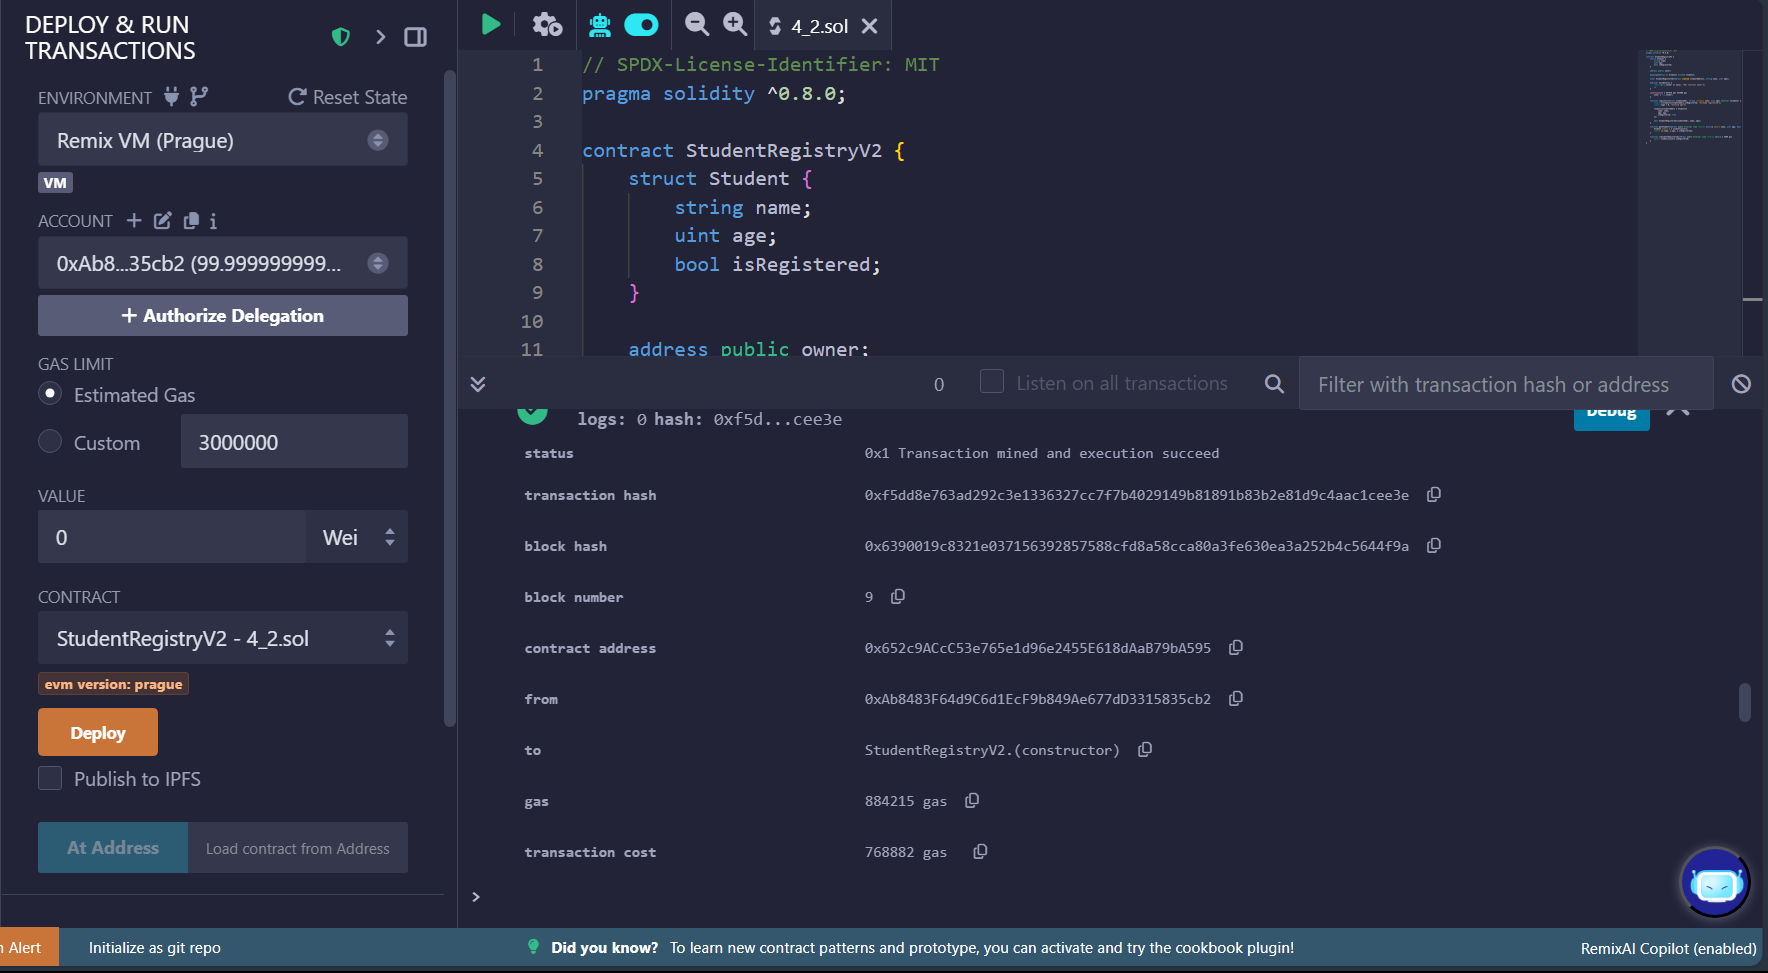 DEPLOY & RUN
TRANSACTIONS
ENVIRONMENT
Reset State
Remix VM (Prague)
VM
ACCOUNT
0xAb8...35cb2 (99.999999999...
Authorize Delegation
GAS LIMIT
Estimated Gas
Custom
3000000
VALUE
0
Wei
CONTRACT
StudentRegistryV2 - 4_2.sol
evm version: prague
Deploy
Publish to IPFS
At Address
Load contract from Address
4_2.sol
1 // SPDX-License-Identifier: MIT
2 pragma solidity ^0.8.0;
3
4 contract StudentRegistryV2 {
5 struct Student {
6 string name;
7 uint age;
8 bool isRegistered;
9 }
10
11 address public owner;
0
Listen on all transactions
Filter with transaction hash or address
logs: 0 hash: 0xf5d...cee3e
Debug
status 0x1 Transaction mined and execution succeed
transaction hash 0xf5dd8e763ad292c3e1336327cc7f7b4029149b81891b83b2e81d9c4aac1cee3e
block hash 0x6390019c8321e037156392857588cfd8a58cca80a3fe630ea3a252b4c5644f9a
block number 9
contract address 0x652c9ACcC53e765e1d96e2455E618dAaB79bA595
from 0xAb8483F64d9C6d1EcF9b849Ae677dD3315835cb2
to StudentRegistryV2.(constructor)
gas 884215 gas
transaction cost 768882 gas
>
Alert
Initialize as git repo
Did you know? To learn new contract patterns and prototype, you can activate and try the cookbook plugin!
RemixAI Copilot (enabled)